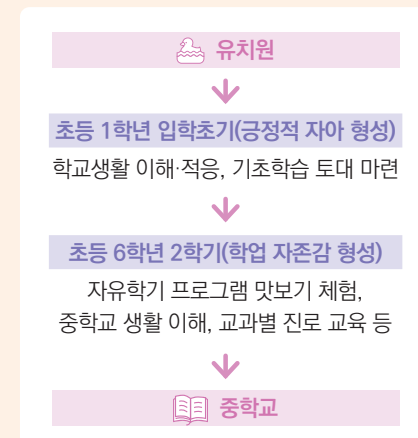 유치원
초등 1학년 입학초기(긍정적 자아 형성)
학교생활 이해·적응, 기초학습 토대 마련
초등 6학년 2학기(학업 자존감 형성)
자유학기 프로그램 맛보기 체험,
중학교 생활 이해, 교과별 진로 교육 등
중학교